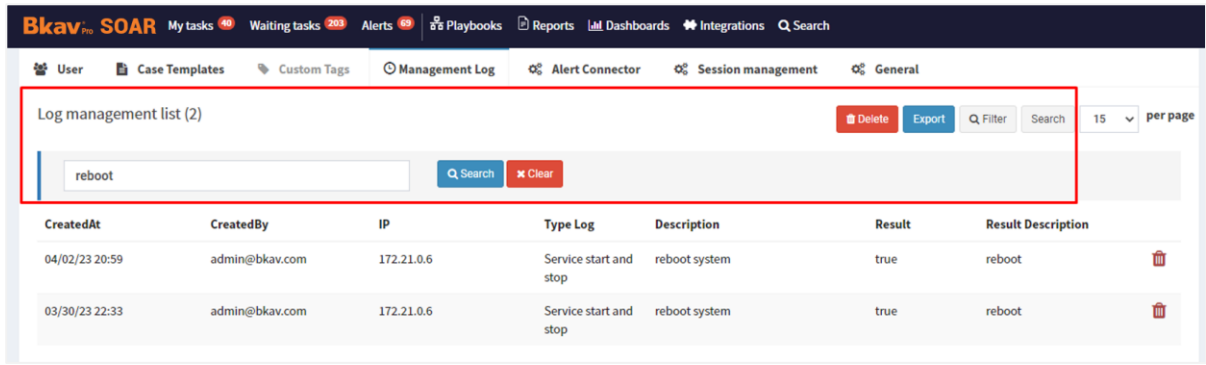 Bkav Pro SOAR My tasks 40 Waiting tasks 203 Alerts 69 Playbooks Reports Dashboards Integrations Search
User Case Templates Custom Tags Management Log Alert Connector Session management General
Log management list (2) Delete Export Filter Search 15 per page
reboot Search Clear
CreatedAt CreatedBy IP Type Log Description Result Result Description
04/02/23 20:59 admin@bkav.com 172.21.0.6 Service start and reboot system true reboot
stop
03/30/23 22:33 admin@bkav.com 172.21.0.6 Service start and reboot system true reboot
stop